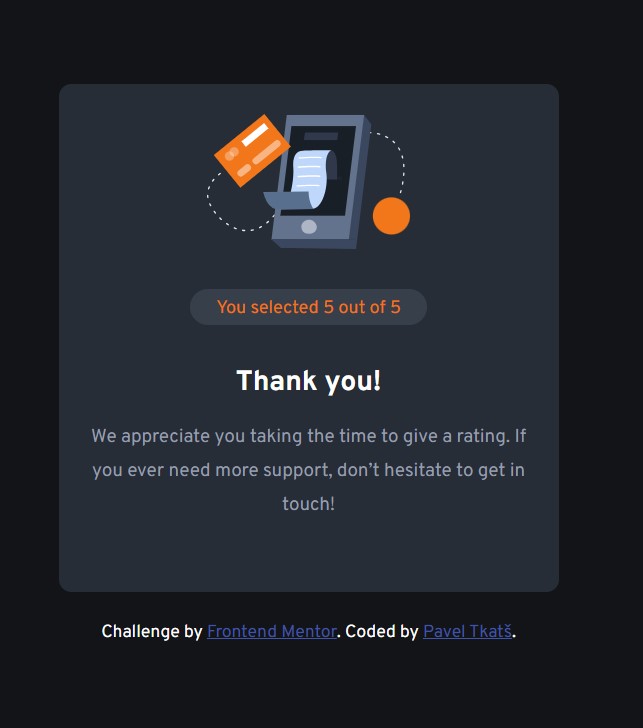 You selected 5 out of 5
Thank you!
We appreciate you taking the time to give a rating. If
you ever need more support, don’t hesitate to get in
touch!
Challenge by Frontend Mentor. Coded by Pavel Tkatš.